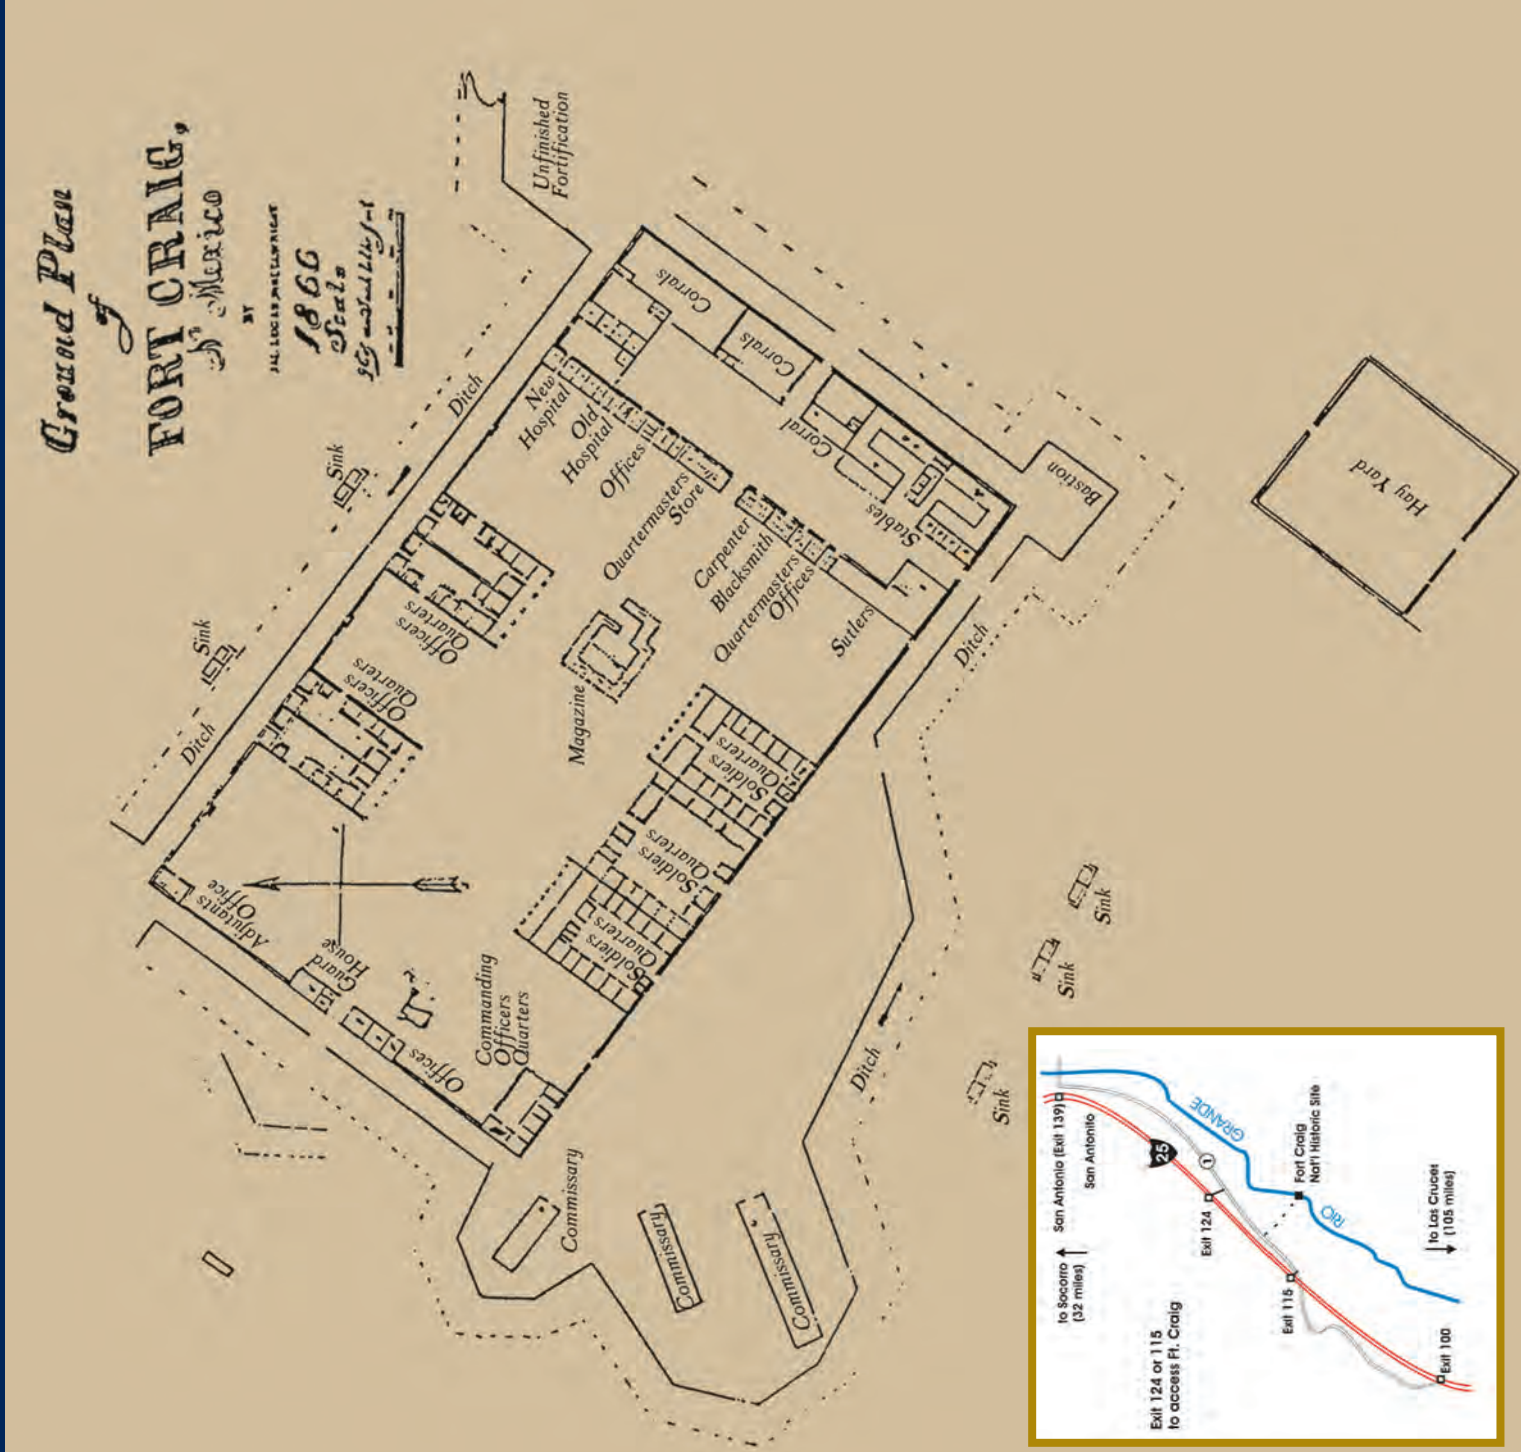 Ground Plan
of
FORT CRAIG,
N. Mexico
BY
1866
Scale
Unfinished
Fortification
Ditch
Sink
Sink
Ditch
New
Hospital
Old
Hospital
Offices
Quartermasters
Store
Corrals
Corrals
Corral
Stables
Carpenter
Blacksmith
Quartermasters
Offices
Sutlers
Bastion
Ditch
Hay Yard
Officers
Quarters
Officers
Quarters
Magazine
Soldiers
Quarters
Soldiers
Quarters
Soldiers
Quarters
Adjutants
Office
Guard
House
Offices
Commanding
Officers
Quarters
Commissary
Commissary
Commissary
Ditch
Sink
Sink
Sink
to Socorro
(32 miles)
San Antonio (Exit 139)
San Antonito
25
1
GRANDE
Exit 124
Fort Craig
Nat'l Historic Site
RIO
Exit 115
to Las Cruces
(105 miles)
Exit 100
Exit 124 or 115
to access Ft. Craig